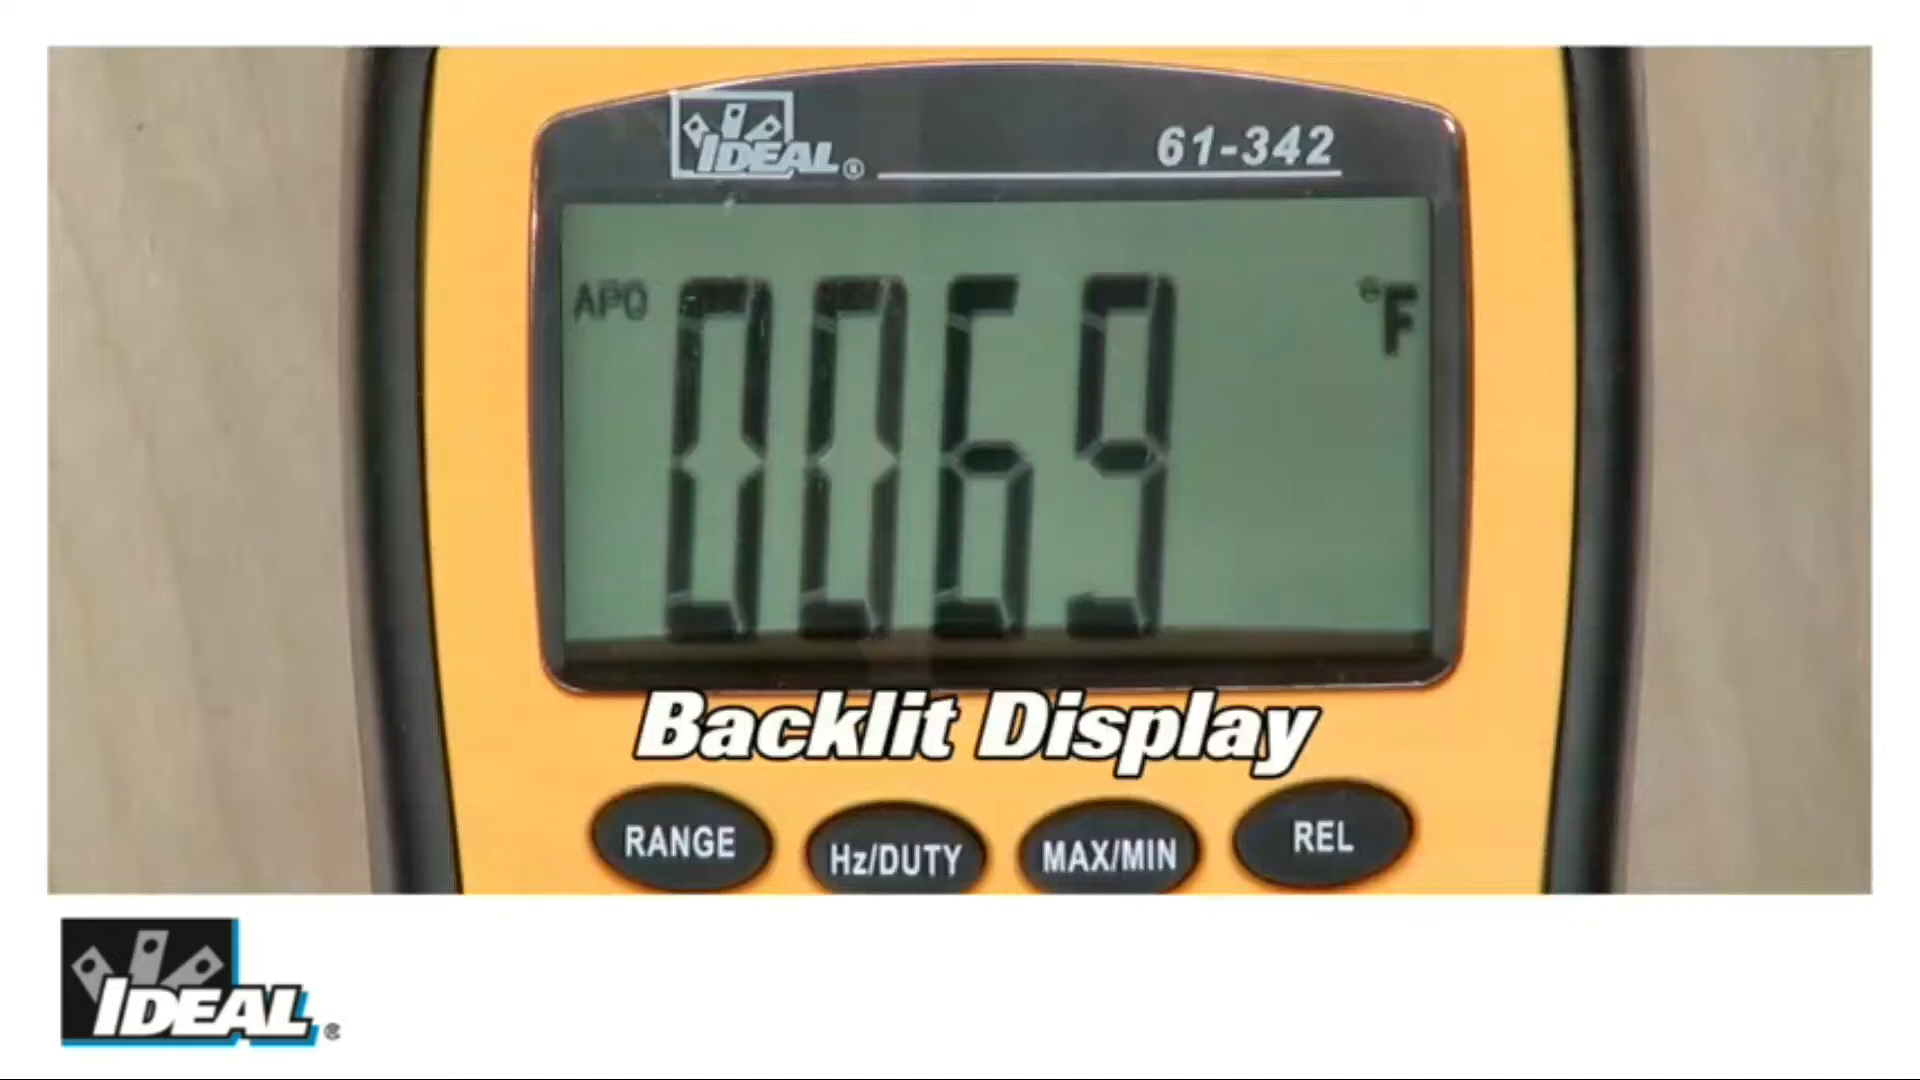 IDEAL®
61-342
APO
0069
°F
Backlit Display
RANGE
Hz/DUTY
MAX/MIN
REL
IDEAL®